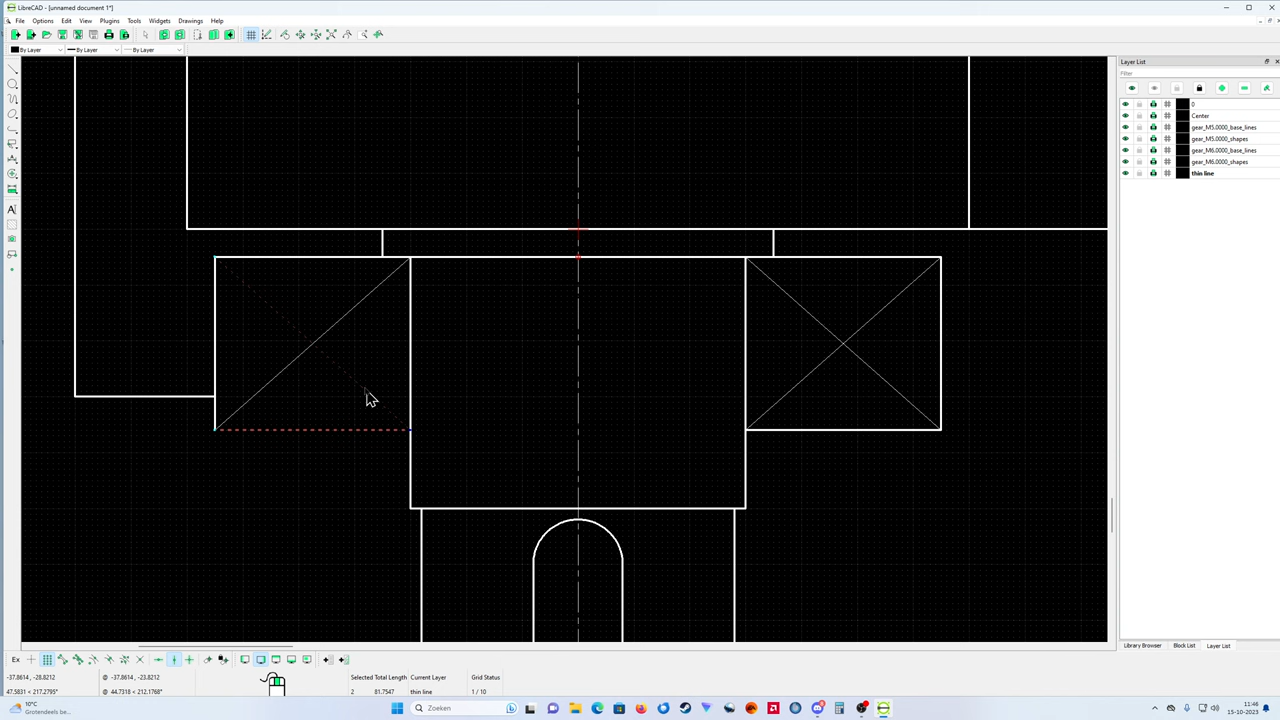 LibreCAD - [unnamed document 1*]
File Options Edit View Plugins Tools Widgets Drawings Help
By Layer By Layer By Layer
Layer List
Filter
0
Center
gear_M5.0000_base_lines
gear_M5.0000_shapes
gear_M6.0000_base_lines
gear_M6.0000_shapes
thin line
Library Browser Block List Layer List
Ex
-37.8614 , -28.8212 @ -37.8614 , -23.8212 Selected Total Length Current Layer Grid Status
47.5831 < 217.2795° @ 44.7318 < 212.1768° 2 81.7547 thin line 1 / 10
10°C
Grotendeels be...
Zoeken
11:46
15-10-2023